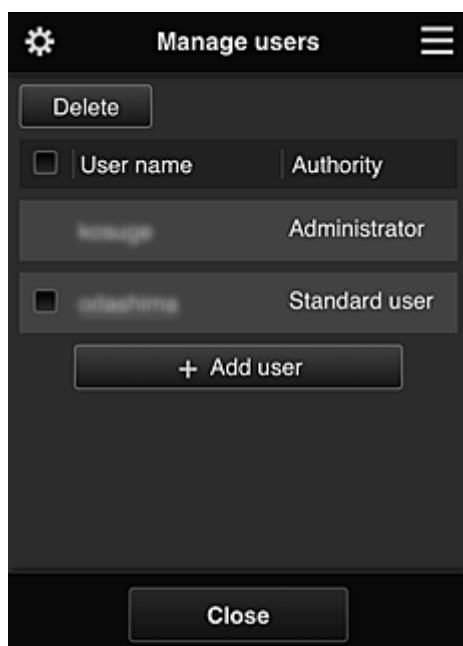 Manage users
Delete
User name Authority
Administrator
Standard user
+ Add user
Close